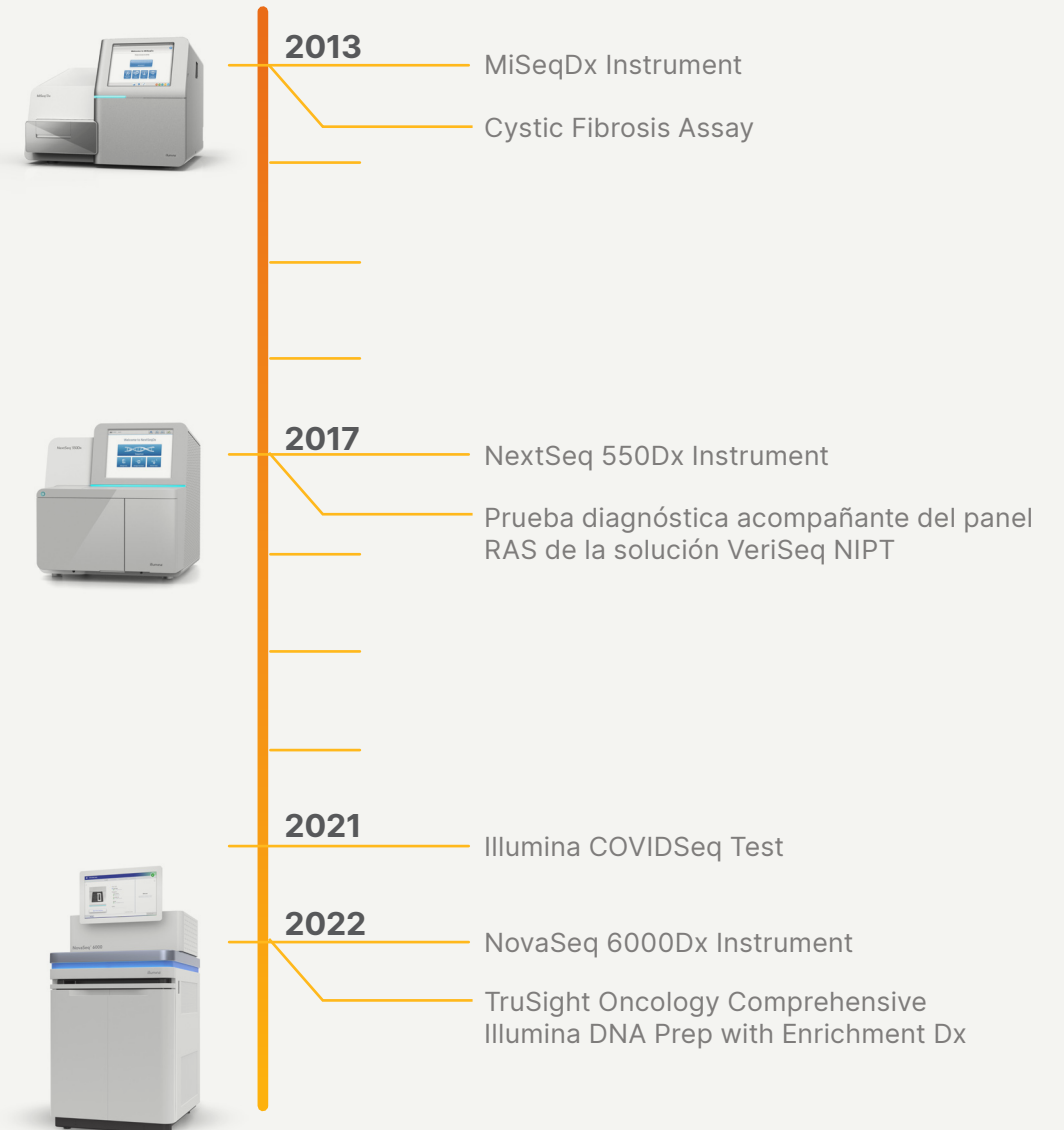 2013
MiSeqDx Instrument
Cystic Fibrosis Assay
2017
NextSeq 550Dx Instrument
Prueba diagnóstica acompañante del panel
RAS de la solución VeriSeq NIPT
2021
Illumina COVIDSeq Test
2022
NovaSeq 6000Dx Instrument
TruSight Oncology Comprehensive
Illumina DNA Prep with Enrichment Dx